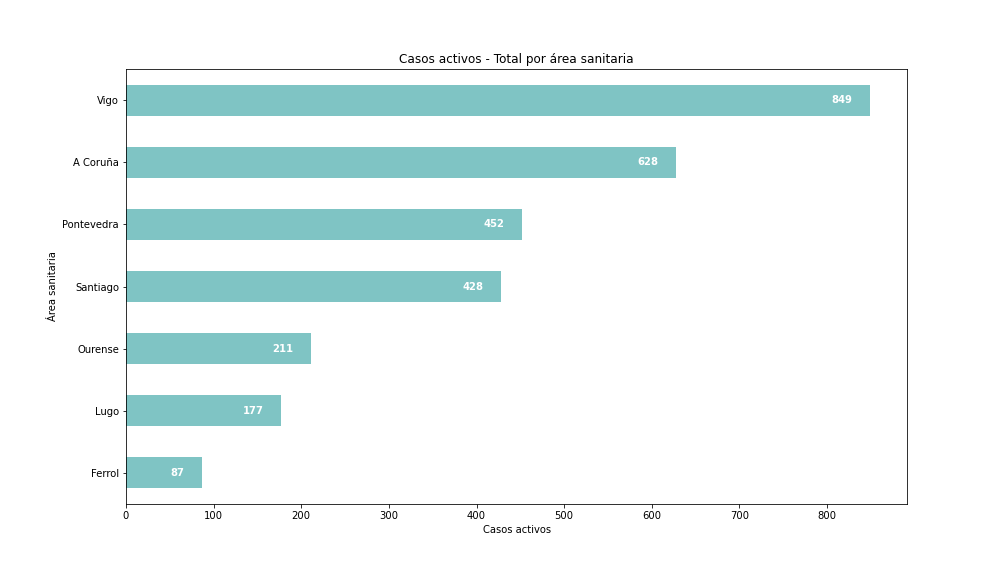 Casos activos - Total por área sanitaria
Vigo
849
A Coruña
628
Pontevedra
452
Santiago
428
Ourense
211
Lugo
177
Ferrol
87
Área sanitaria
0 100 200 300 400 500 600 700 800
Casos activos